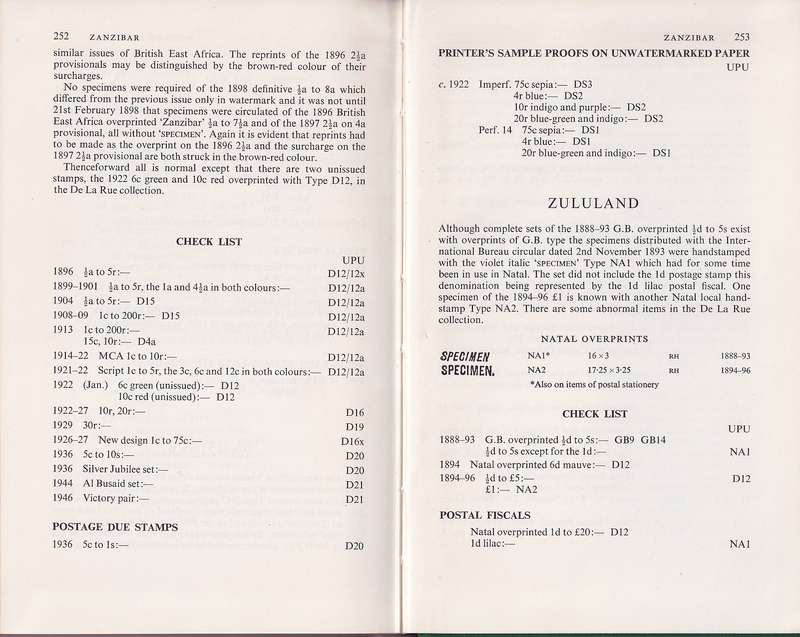 252 ZANZIBAR
similar issues of British East Africa. The reprints of the 1896 2½a
provisionals may be distinguished by the brown-red colour of their
surcharges.
No specimens were required of the 1898 definitive ½a to 8a which
differed from the previous issue only in watermark and it was not until
21st February 1898 that specimens were circulated of the 1896 British
East Africa overprinted ‘Zanzibar’ ½a to 7½a and of the 1897 2½a on 4a
provisional, all without ‘SPECIMEN’. Again it is evident that reprints had
to be made as the overprint on the 1896 2½a and the surcharge on the
1897 2½a provisional are both struck in the brown-red colour.
Thenceforward all is normal except that there are two unissued
stamps, the 1922 6c green and 10c red overprinted with Type D12, in
the De La Rue collection.
CHECK LIST
UPU
1896 ½a to 5r:— D12/12x
1899–1901 ½a to 5r, the 1a and 4½a in both colours:— D12/12a
1904 ½a to 5r:— D15 D12/12a
1908–09 1c to 200r:— D15 D12/12a
1913 1c to 200r:— D12/12a
15c, 10r:— D4a
1914–22 MCA 1c to 10r:— D12/12a
1921–22 Script 1c to 5r, the 3c, 6c and 12c in both colours:— D12/12a
1922 (Jan.) 6c green (unissued):— D12
10c red (unissued):— D12
1922–27 10r, 20r:— D16
1929 30r:— D19
1926–27 New design 1c to 75c:— D16x
1936 5c to 10s:— D20
1936 Silver Jubilee set:— D20
1944 Al Busaid set:— D21
1946 Victory pair:— D21
POSTAGE DUE STAMPS
1936 5c to 1s:— D20
ZANZIBAR 253
PRINTER'S SAMPLE PROOFS ON UNWATERMARKED PAPER
UPU
c. 1922 Imperf. 75c sepia:— DS3
4r blue:— DS2
10r indigo and purple:— DS2
20r blue-green and indigo:— DS2
Perf. 14 75c sepia:— DS1
4r blue:— DS1
20r blue-green and indigo:— DS1
ZULULAND
Although complete sets of the 1888–93 G.B. overprinted ½d to 5s exist
with overprints of G.B. type the specimens distributed with the Inter-
national Bureau circular dated 2nd November 1893 were handstamped
with the violet italic ‘SPECIMEN’ Type NA1 which had for some time
been in use in Natal. The set did not include the 1d postage stamp this
denomination being represented by the 1d lilac postal fiscal. One
specimen of the 1894–96 £1 is known with another Natal local hand-
stamp Type NA2. There are some abnormal items in the De La Rue
collection.
NATAL OVERPRINTS
SPECIMEN NA1* 16 x 3 RH 1888–93
SPECIMEN. NA2 17·25 x 3·25 RH 1894–96
*Also on items of postal stationery
CHECK LIST
UPU
1888–93 G.B. overprinted ½d to 5s:— GB9 GB14
½d to 5s except for the 1d:— NA1
1894 Natal overprinted 6d mauve:— D12
1894–96 ½d to £5:— D12
£1:— NA2
POSTAL FISCALS
Natal overprinted 1d to £20:— D12
1d lilac:— NA1